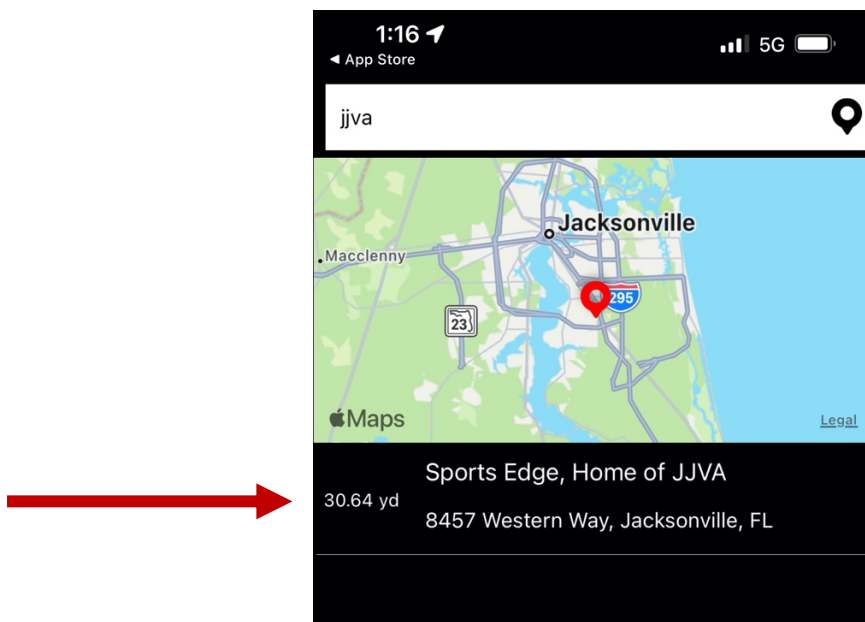 1:16
5G
◄ App Store
jjva
Jacksonville
Macclenny
295
23
Maps
Legal
Sports Edge, Home of JJVA
30.64 yd
8457 Western Way, Jacksonville, FL